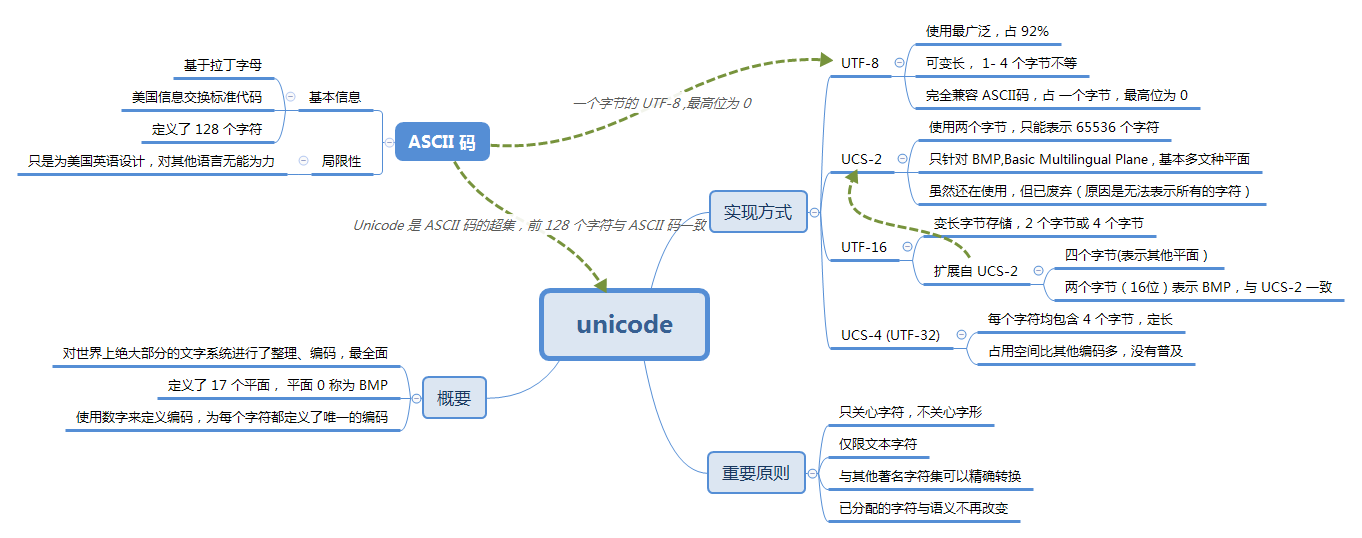 unicode
ASCII 码
基本信息
基于拉丁字母
美国信息交换标准代码
定义了 128 个字符
局限性
只是为美国英语设计，对其他语言无能为力
一个字节的 UTF-8 ,最高位为 0
Unicode 是 ASCII 码的超集，前 128 个字符与 ASCII 码一致
概要
对世界上绝大部分的文字系统进行了整理、编码，最全面
定义了 17 个平面， 平面 0 称为 BMP
使用数字来定义编码，为每个字符都定义了唯一的编码
实现方式
UTF-8
使用最广泛，占 92%
可变长， 1- 4 个字节不等
完全兼容 ASCII码，占 一个字节，最高位为 0
UCS-2
使用两个字节，只能表示 65536 个字符
只针对 BMP,Basic Multilingual Plane , 基本多文种平面
虽然还在使用，但已废弃（原因是无法表示所有的字符）
UTF-16
变长字节存储，2 个字节或 4 个字节
扩展自 UCS-2
四个字节(表示其他平面）
两个字节（16位）表示 BMP，与 UCS-2 一致
UCS-4 (UTF-32)
每个字符均包含 4 个字节，定长
占用空间比其他编码多，没有普及
重要原则
只关心字符，不关心字形
仅限文本字符
与其他著名字符集可以精确转换
已分配的字符与语义不再改变